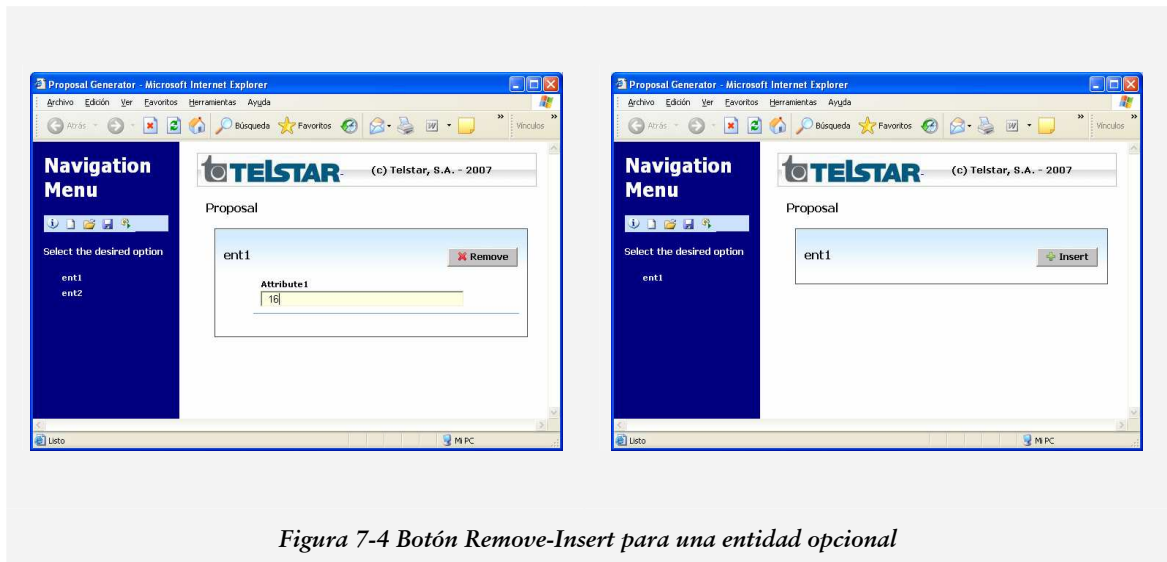 Proposal Generator - Microsoft Internet Explorer
Archivo Edición Ver Favoritos Herramientas Ayuda
Atrás Búsqueda Favoritos » Vínculos »
Navigation
Menu
Select the desired option
ent1
ent2
TELSTAR (c) Telstar, S.A. - 2007
Proposal
ent1 Remove
Attribute1
16
Listo Mi PC
Proposal Generator - Microsoft Internet Explorer
Archivo Edición Ver Favoritos Herramientas Ayuda
Atrás Búsqueda Favoritos » Vínculos »
Navigation
Menu
Select the desired option
ent1
TELSTAR (c) Telstar, S.A. - 2007
Proposal
ent1 Insert
Listo Mi PC
Figura 7-4 Botón Remove-Insert para una entidad opcional